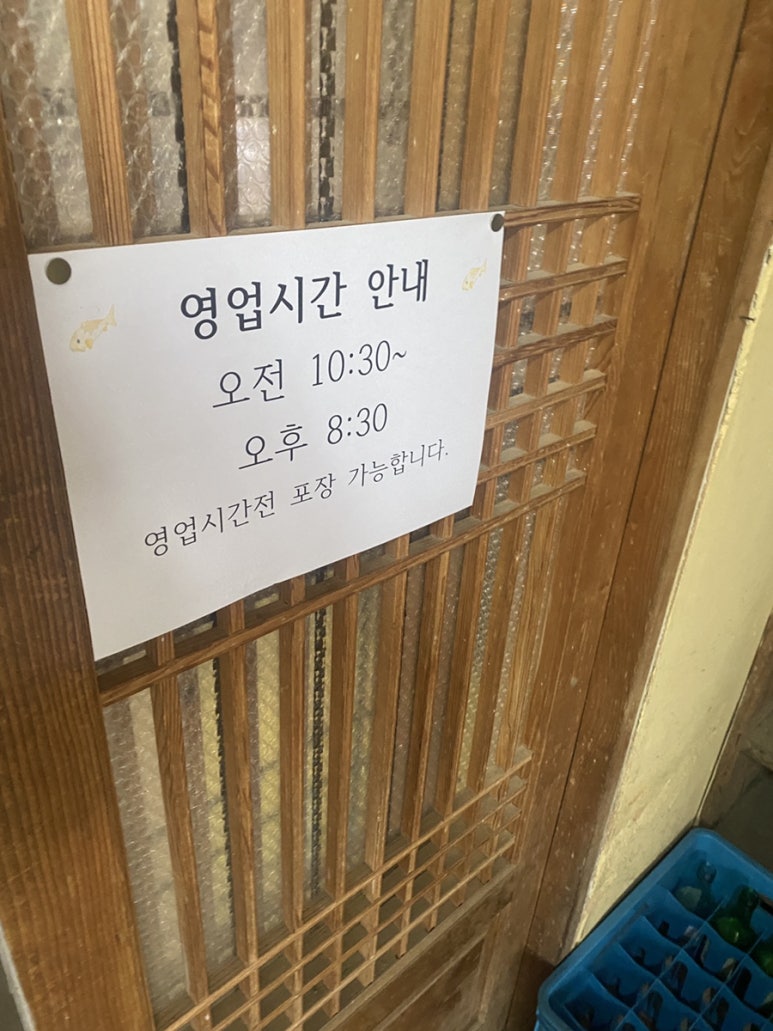 영업시간 안내
오전 10:30~
오후 8:30
영업시간전 포장 가능합니다.